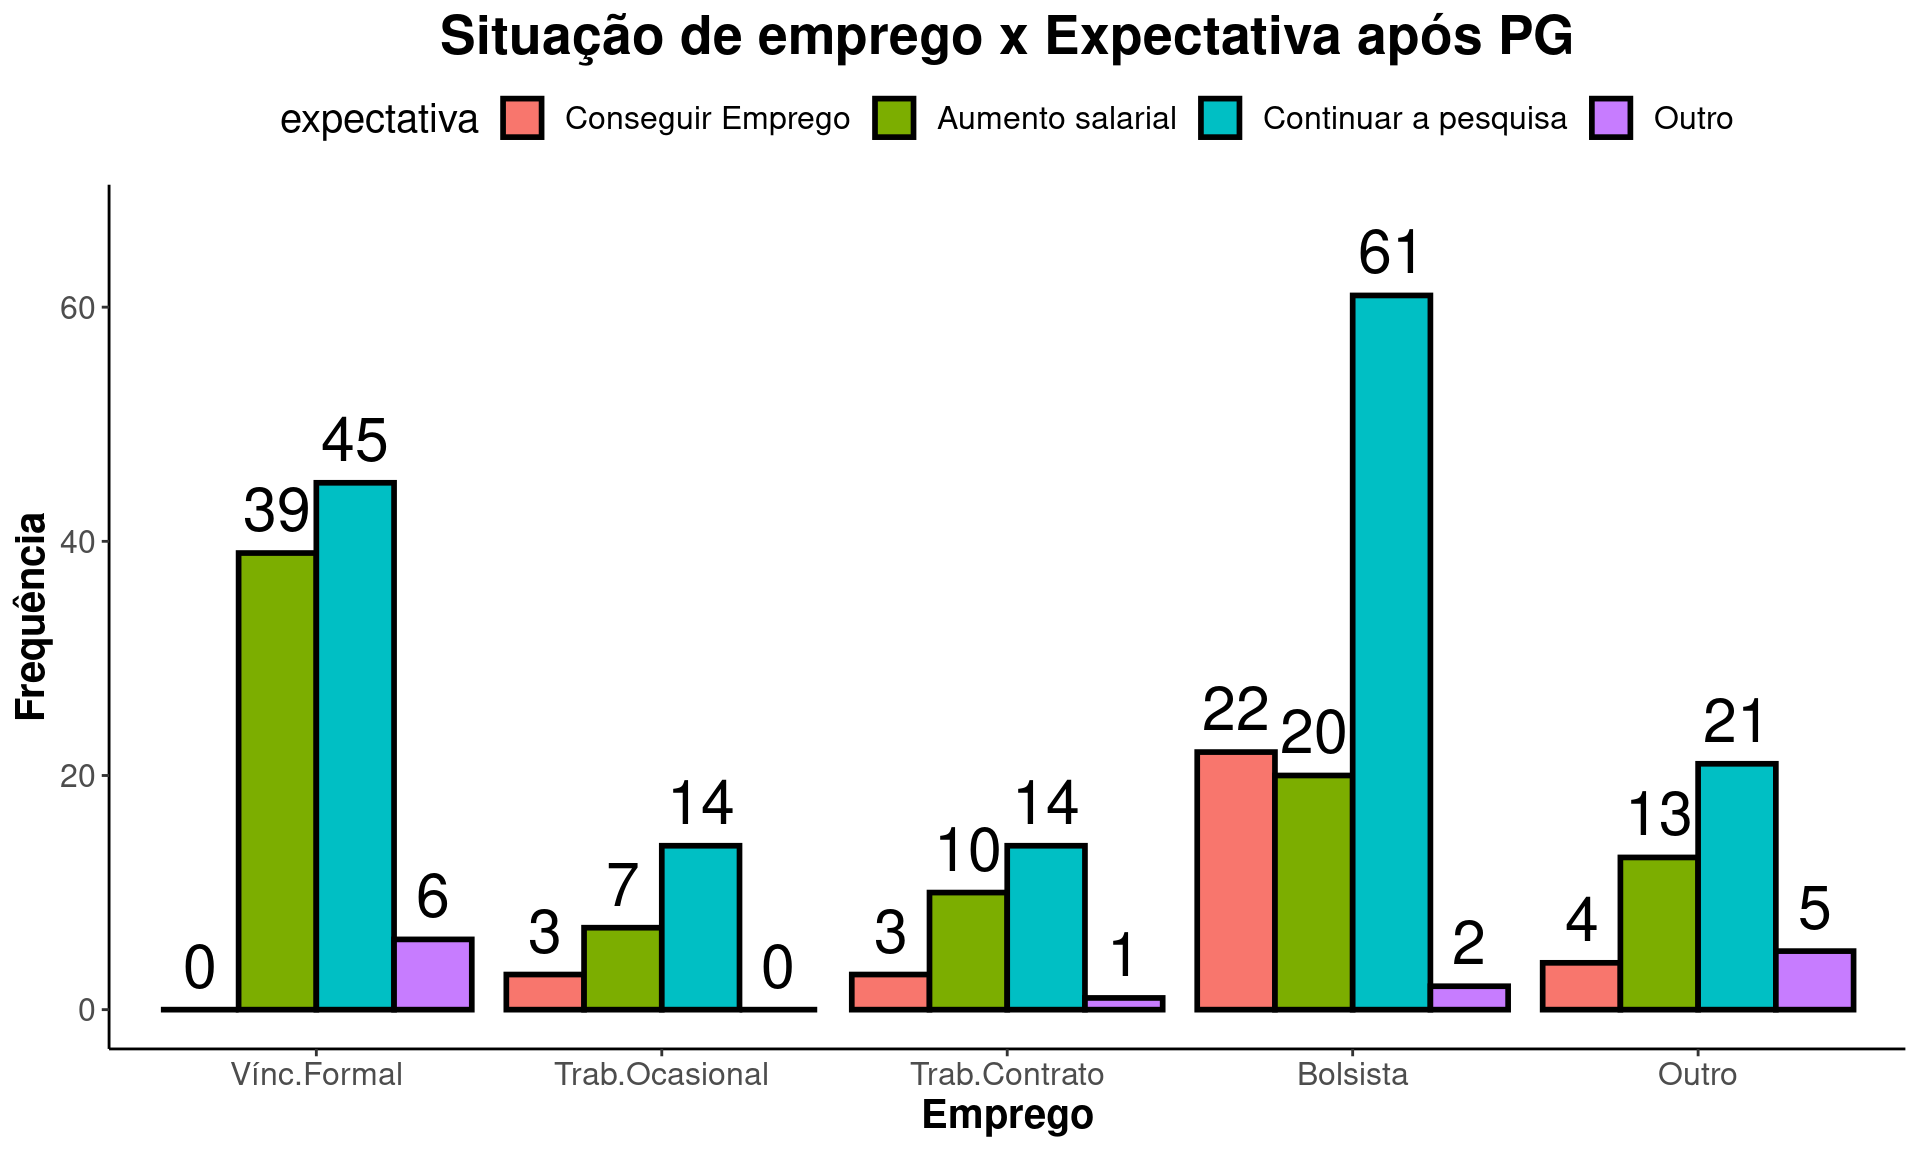 Situação de emprego x Expectativa após PG
expectativa Conseguir Emprego Aumento salarial Continuar a pesquisa Outro
Frequência
60
40
20
0
0 39 45 6
3 7 14 0
3 10 14 1
22 20 61 2
4 13 21 5
Vínc.Formal Trab.Ocasional Trab.Contrato Bolsista Outro
Emprego